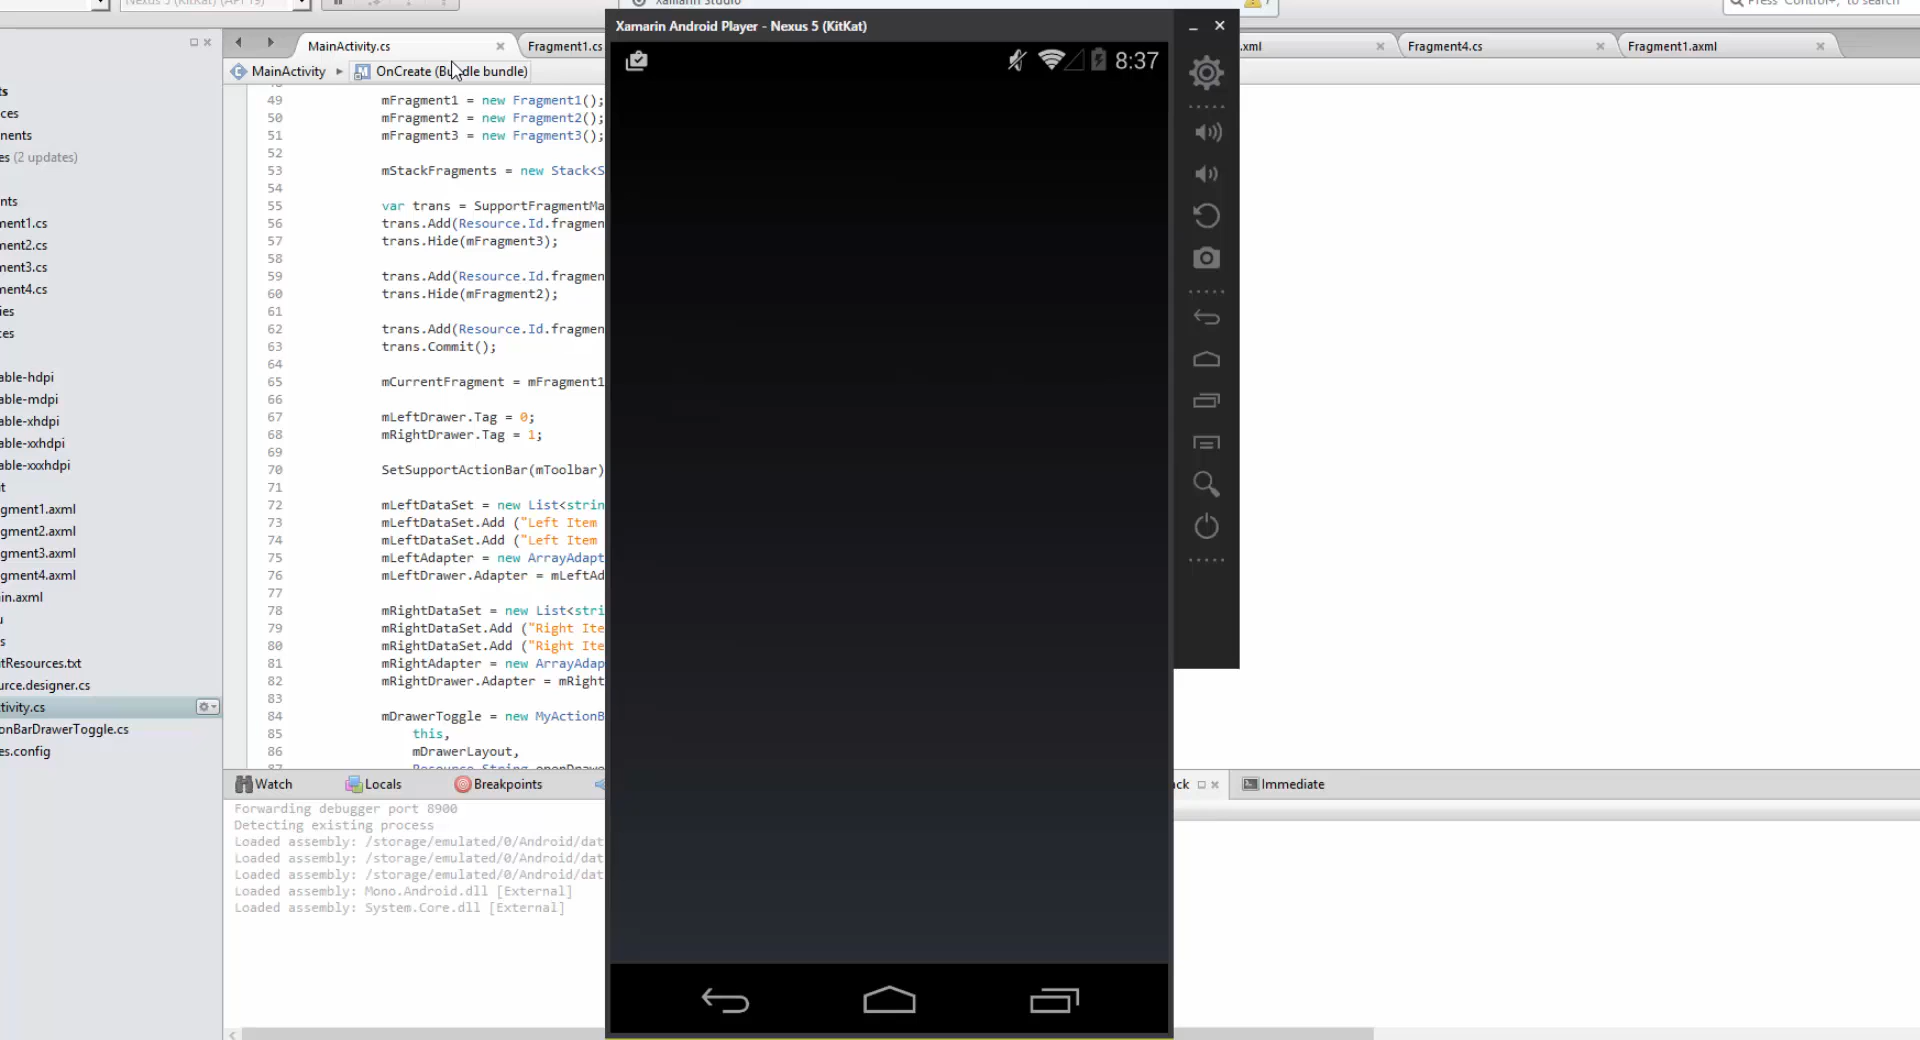 Nexus 5 (KitKat) (API 19)
Xamarin Studio
Press 'Control+,' to search
Xamarin Android Player - Nexus 5 (KitKat)
MainActivity.cs
Fragment1.cs
.xml
Fragment4.cs
Fragment1.axml
MainActivity
OnCreate (Bundle bundle)
8:37
ts
ces
nents
es (2 updates)
nts
ment1.cs
ment2.cs
ment3.cs
ment4.cs
ies
ces
able-hdpi
able-mdpi
able-xhdpi
able-xxhdpi
able-xxxhdpi
t
gment1.axml
gment2.axml
gment3.axml
gment4.axml
in.axml
u
s
tResources.txt
urce.designer.cs
tivity.cs
onBarDrawerToggle.cs
es.config
49 mFragment1 = new Fragment1();
50 mFragment2 = new Fragment2();
51 mFragment3 = new Fragment3();
52
53 mStackFragments = new Stack<S
54
55 var trans = SupportFragmentMa
56 trans.Add(Resource.Id.fragmen
57 trans.Hide(mFragment3);
58
59 trans.Add(Resource.Id.fragmen
60 trans.Hide(mFragment2);
61
62 trans.Add(Resource.Id.fragmen
63 trans.Commit();
64
65 mCurrentFragment = mFragment1
66
67 mLeftDrawer.Tag = 0;
68 mRightDrawer.Tag = 1;
69
70 SetSupportActionBar(mToolbar)
71
72 mLeftDataSet = new List<strin
73 mLeftDataSet.Add ("Left Item
74 mLeftDataSet.Add ("Left Item
75 mLeftAdapter = new ArrayAdapt
76 mLeftDrawer.Adapter = mLeftAd
77
78 mRightDataSet = new List<stri
79 mRightDataSet.Add ("Right Ite
80 mRightDataSet.Add ("Right Ite
81 mRightAdapter = new ArrayAdap
82 mRightDrawer.Adapter = mRight
83
84 mDrawerToggle = new MyActionB
85 this,
86 mDrawerLayout,
87 Resource.String.openDrawe
Watch
Locals
Breakpoints
ck
Immediate
Forwarding debugger port 8900
Detecting existing process
Loaded assembly: /storage/emulated/0/Android/dat
Loaded assembly: /storage/emulated/0/Android/dat
Loaded assembly: /storage/emulated/0/Android/dat
Loaded assembly: Mono.Android.dll [External]
Loaded assembly: System.Core.dll [External]